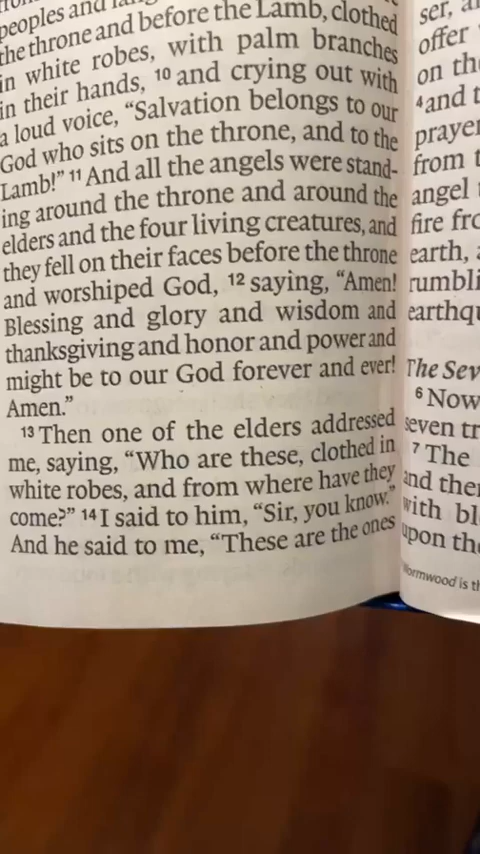 peoples and
the throne and before the Lamb, clothed
in white robes, with palm branches
in their hands, 10 and crying out with
a loud voice, “Salvation belongs to our
God who sits on the throne, and to the
Lamb!” 11 And all the angels were stand-
ing around the throne and around the
elders and the four living creatures, and
they fell on their faces before the throne
and worshiped God, 12 saying, “Amen!
Blessing and glory and wisdom and
thanksgiving and honor and power and
might be to our God forever and ever!
Amen.”
13 Then one of the elders addressed
me, saying, “Who are these, clothed in
white robes, and from where have they
come?” 14 I said to him, “Sir, you know.”
And he said to me, “These are the ones
ser,
offer
on the
4 and t
prayer
from t
angel
fire fro
earth,
rumbli
earthqu
The Sev
6 Now
seven tr
7 The
and the
with bl
upon the
Wormwood is th